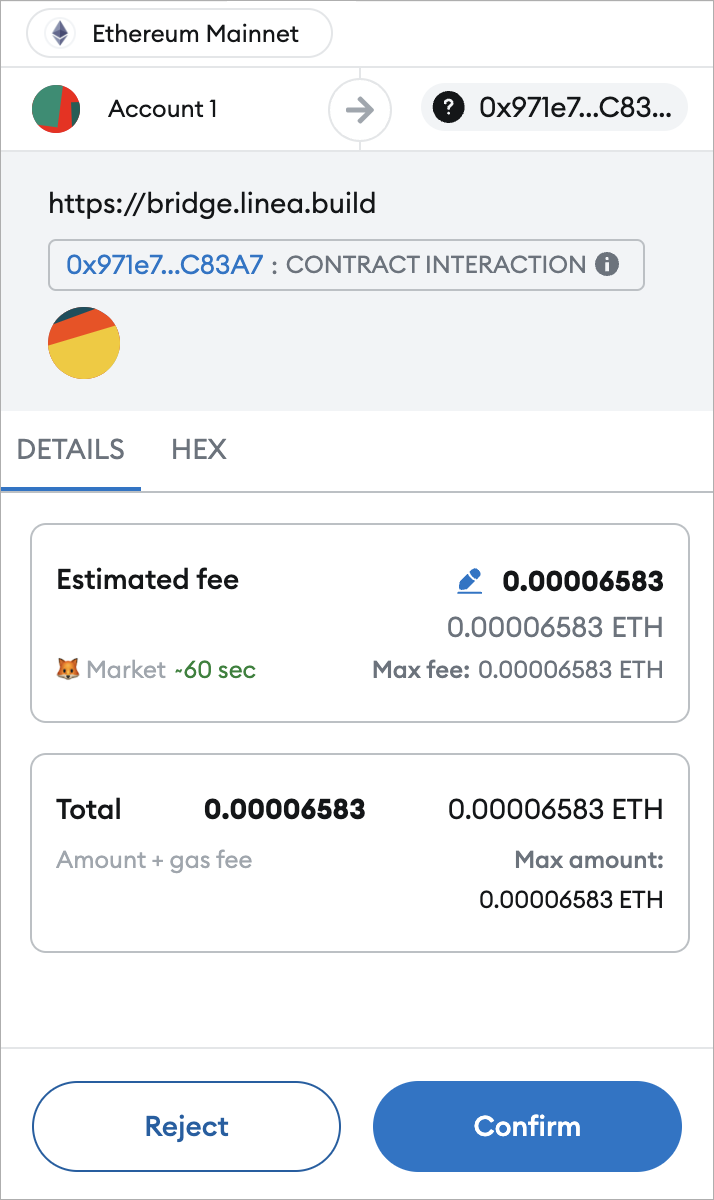 Ethereum Mainnet
Account 1
? 0x971e7...C83...
https://bridge.linea.build
0x971e7...C83A7 : CONTRACT INTERACTION i
DETAILS HEX
Estimated fee 0.00006583
0.00006583 ETH
Market ~60 sec Max fee: 0.00006583 ETH
Total 0.00006583 0.00006583 ETH
Amount + gas fee Max amount:
0.00006583 ETH
Reject Confirm